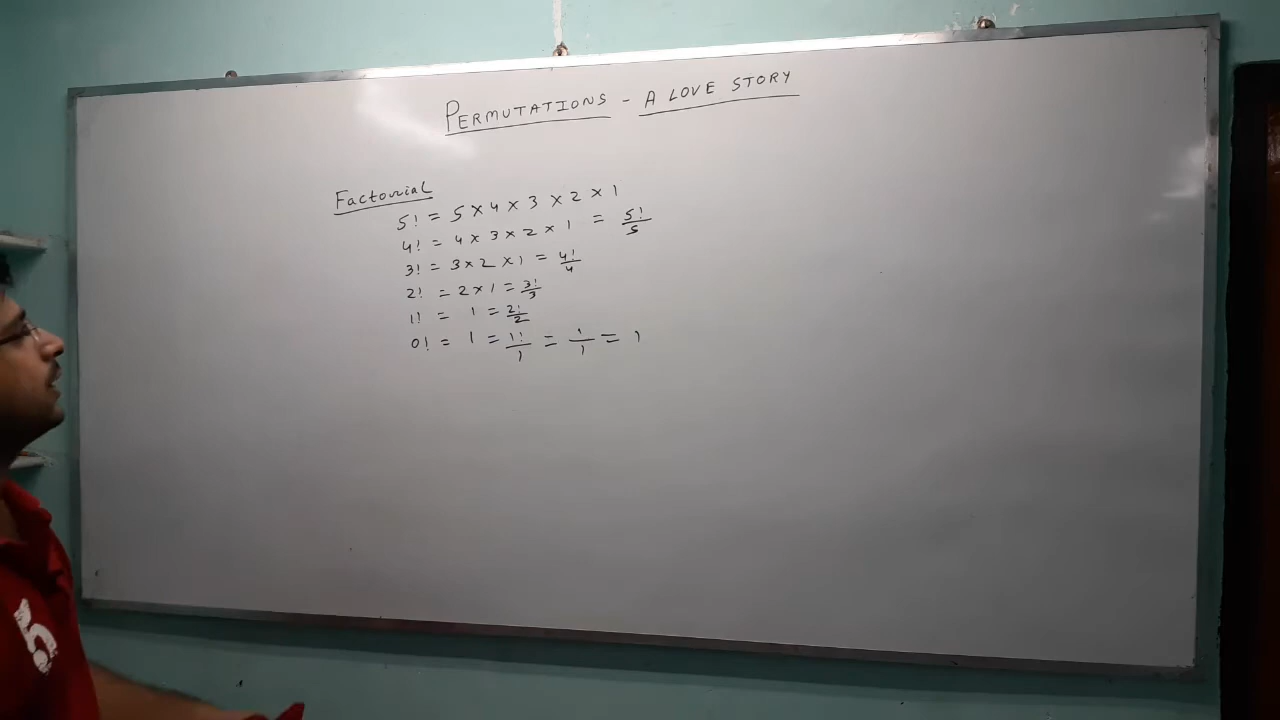 PERMUTATIONS - A LOVE STORY
Factorial
5! = 5 × 4 × 3 × 2 × 1
4! = 4 × 3 × 2 × 1 = 5!/5
3! = 3 × 2 × 1 = 4!/4
2! = 2 × 1 = 3!/3
1! = 1 = 2!/2
0! = 1 = 1!/1 = 1/1 = 1
5